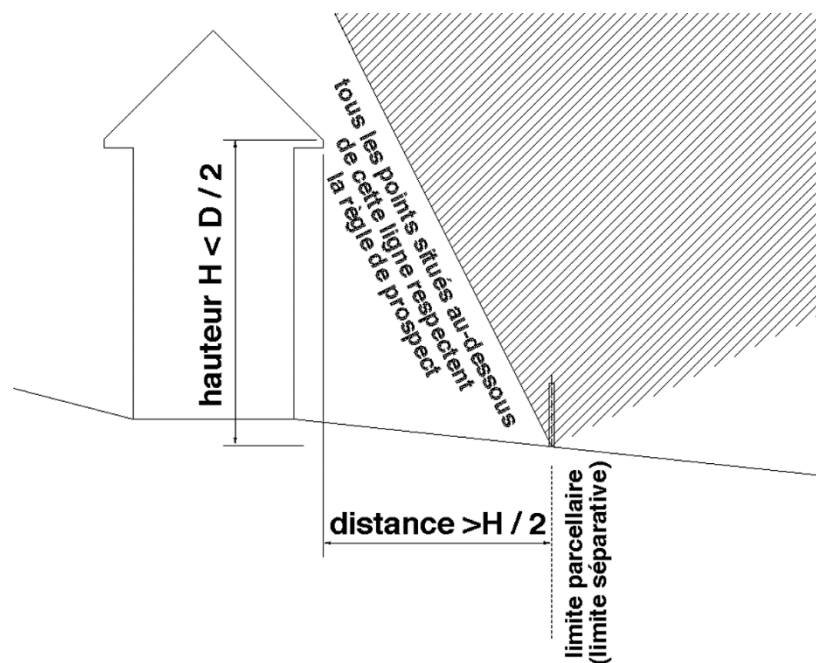 tous les points situés au-dessous
de cette ligne respectent
la règle de prospect
hauteur H < D / 2
distance >H / 2
limite parcellaire
(limite séparative)